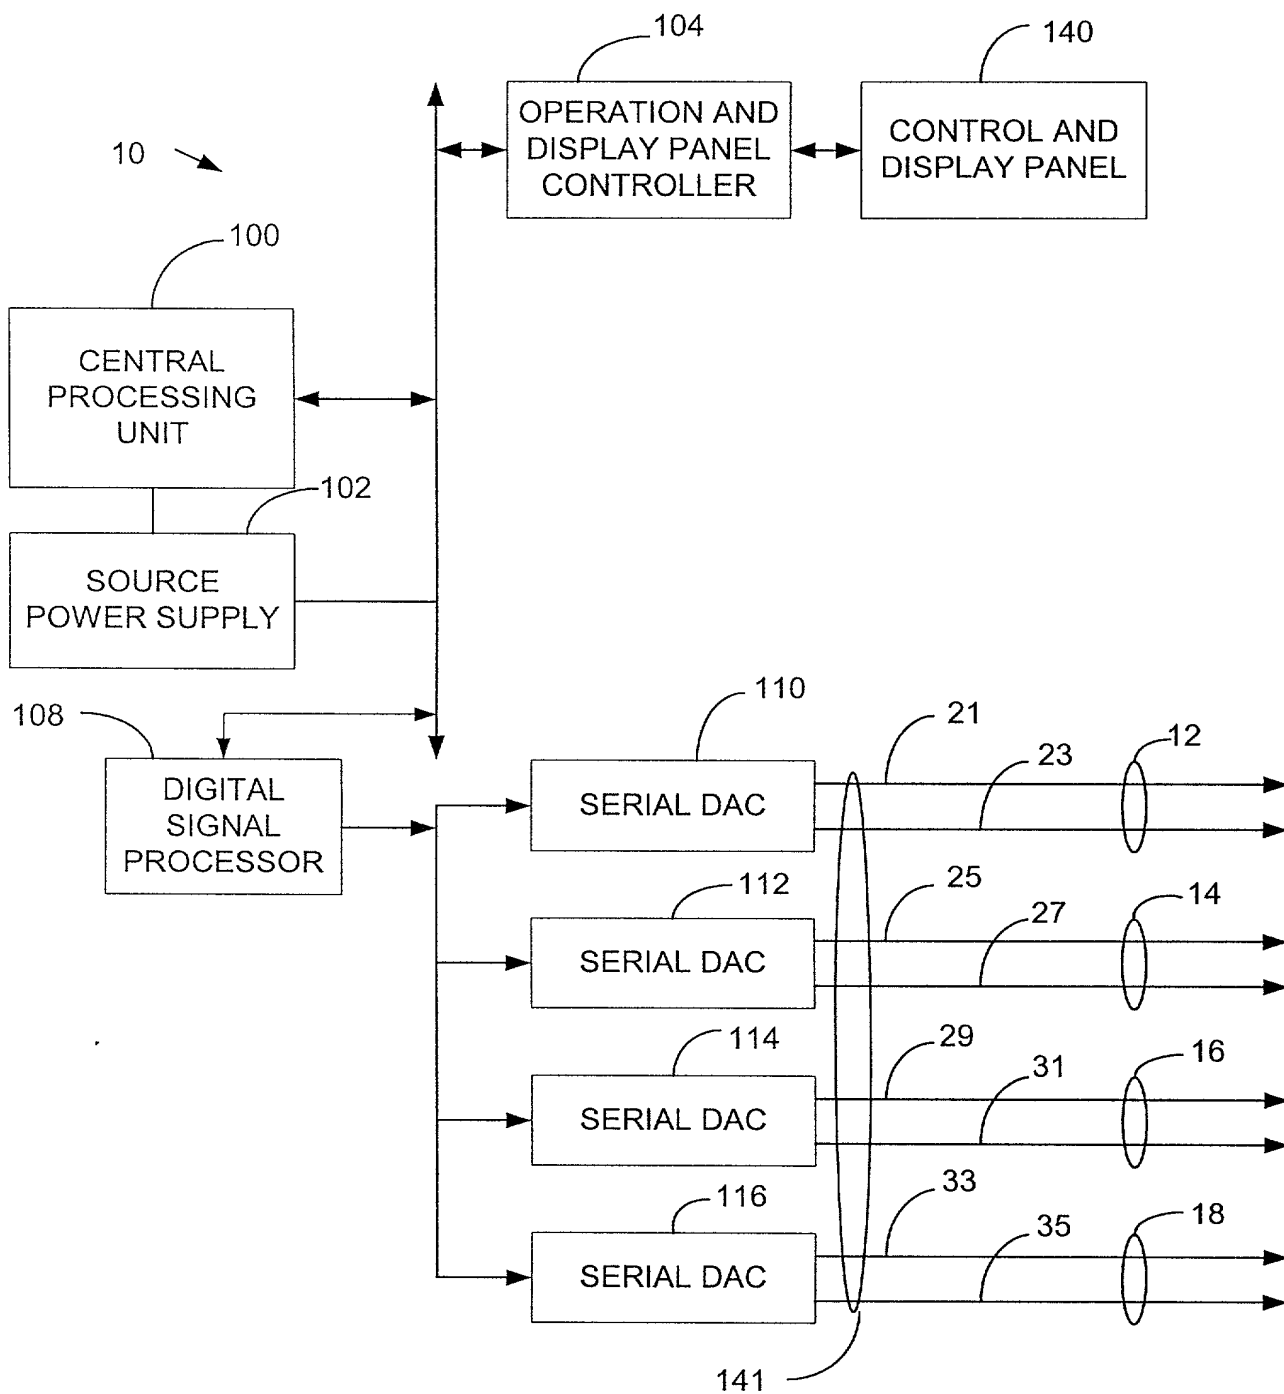 104
140
OPERATION AND
DISPLAY PANEL
CONTROLLER
CONTROL AND
DISPLAY PANEL
10
100
CENTRAL
PROCESSING
UNIT
102
SOURCE
POWER SUPPLY
108
DIGITAL
SIGNAL
PROCESSOR
110
21
23
12
SERIAL DAC
112
25
27
14
SERIAL DAC
114
29
31
16
SERIAL DAC
116
33
35
18
SERIAL DAC
141